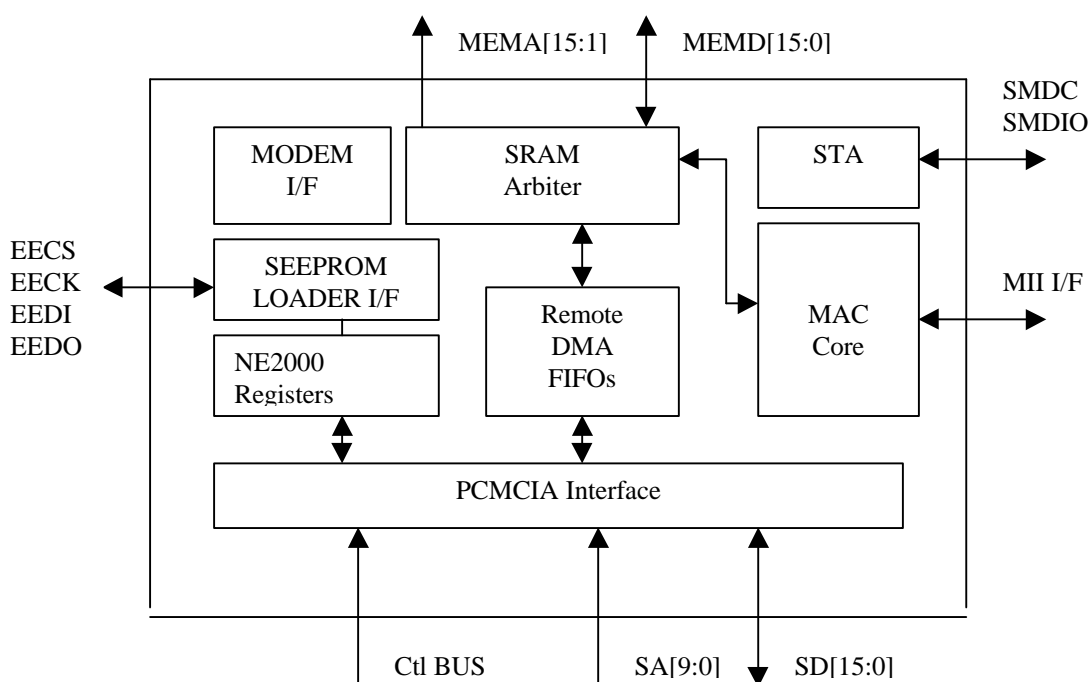 MEMA[15:1] MEMD[15:0]
SMDC
SMDIO
MODEM
I/F
SRAM
Arbiter
STA
EECS
EECK
EEDI
EEDO
SEEPROM
LOADER I/F
NE2000
Registers
Remote
DMA
FIFOs
MAC
Core
MII I/F
PCMCIA Interface
Ctl BUS SA[9:0] SD[15:0]